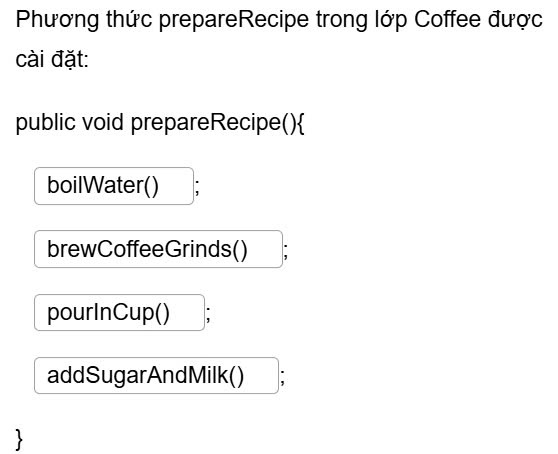 Phương thức prepareRecipe trong lớp Coffee được
cài đặt:
public void prepareRecipe(){
boilWater() ;
brewCoffeeGrinds() ;
pourInCup() ;
addSugarAndMilk() ;
}